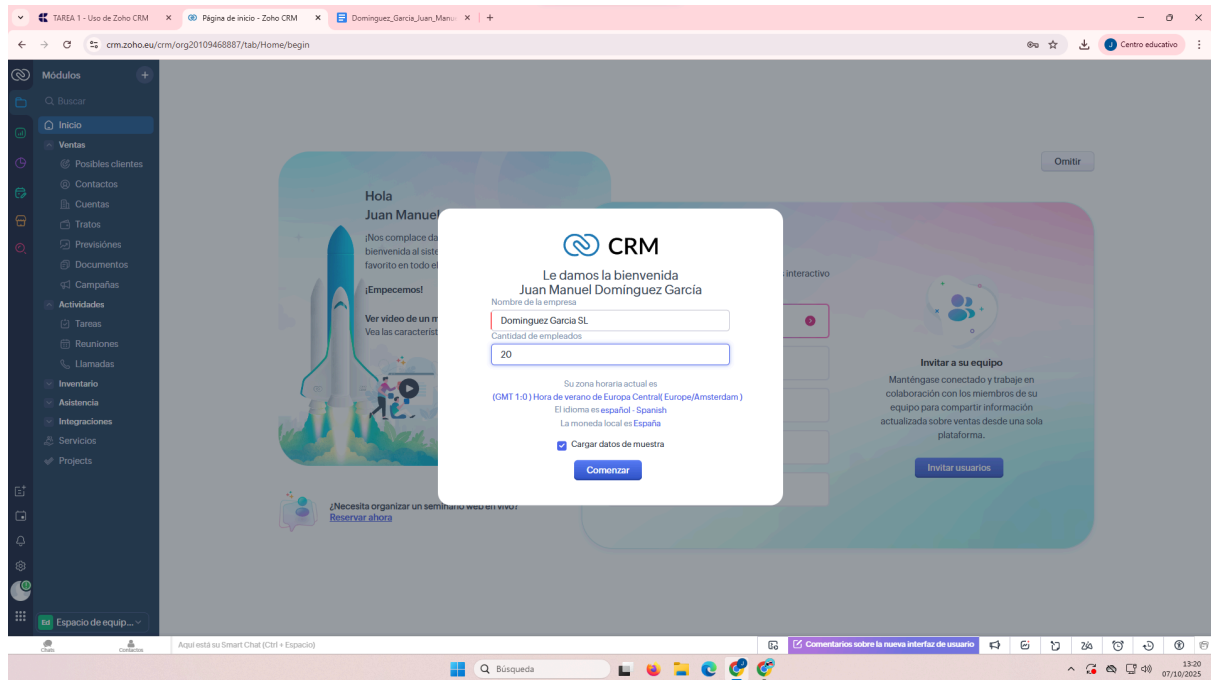 TAREA 1 - Uso de Zoho CRM
Página de inicio - Zoho CRM
Dominguez_Garcia_Juan_Manu
crm.zoho.eu/crm/org20109468887/tab/Home/begin
Centro educativo
Módulos
Buscar
Inicio
Ventas
Posibles clientes
Contactos
Cuentas
Tratos
Previsiónes
Documentos
Campañas
Actividades
Tareas
Reuniones
Llamadas
Inventario
Asistencia
Integraciones
Servicios
Projects
Ed Espacio de equip...
Omitir
Hola
Juan Manuel
¡Nos complace da
bienvenida al siste
favorito en todo el
¡Empecemos!
Ver vídeo de un m
Vea las característ
¿Necesita organizar un seminario web en vivo?
Reservar ahora
CRM
Le damos la bienvenida
Juan Manuel Domínguez García
Nombre de la empresa
Dominguez Garcia SL
Cantidad de empleados
20
Su zona horaria actual es
(GMT 1:0 ) Hora de verano de Europa Central( Europe/Amsterdam )
El idioma es español - Spanish
La moneda local es España
Cargar datos de muestra
Comenzar
interactivo
Invitar a su equipo
Manténgase conectado y trabaje en
colaboración con los miembros de su
equipo para compartir información
actualizada sobre ventas desde una sola
plataforma.
Invitar usuarios
Chats
Contactos
Aquí está su Smart Chat (Ctrl + Espacio)
Comentarios sobre la nueva interfaz de usuario
Búsqueda
13:20
07/10/2025